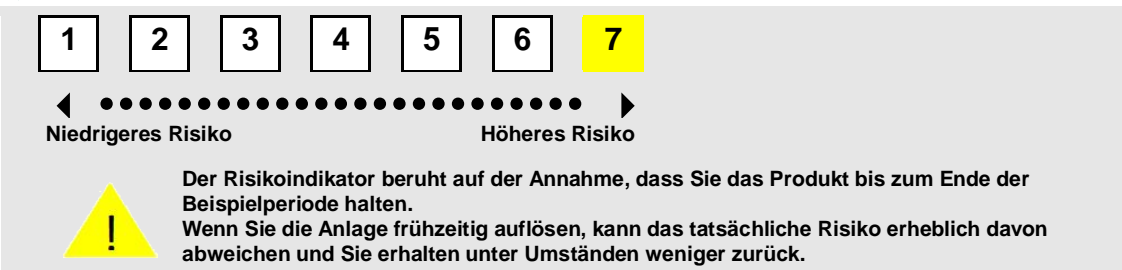 1 2 3 4 5 6 7
Niedrigeres Risiko Höheres Risiko
Der Risikoindikator beruht auf der Annahme, dass Sie das Produkt bis zum Ende der
Beispielperiode halten.
Wenn Sie die Anlage frühzeitig auflösen, kann das tatsächliche Risiko erheblich davon
abweichen und Sie erhalten unter Umständen weniger zurück.
!